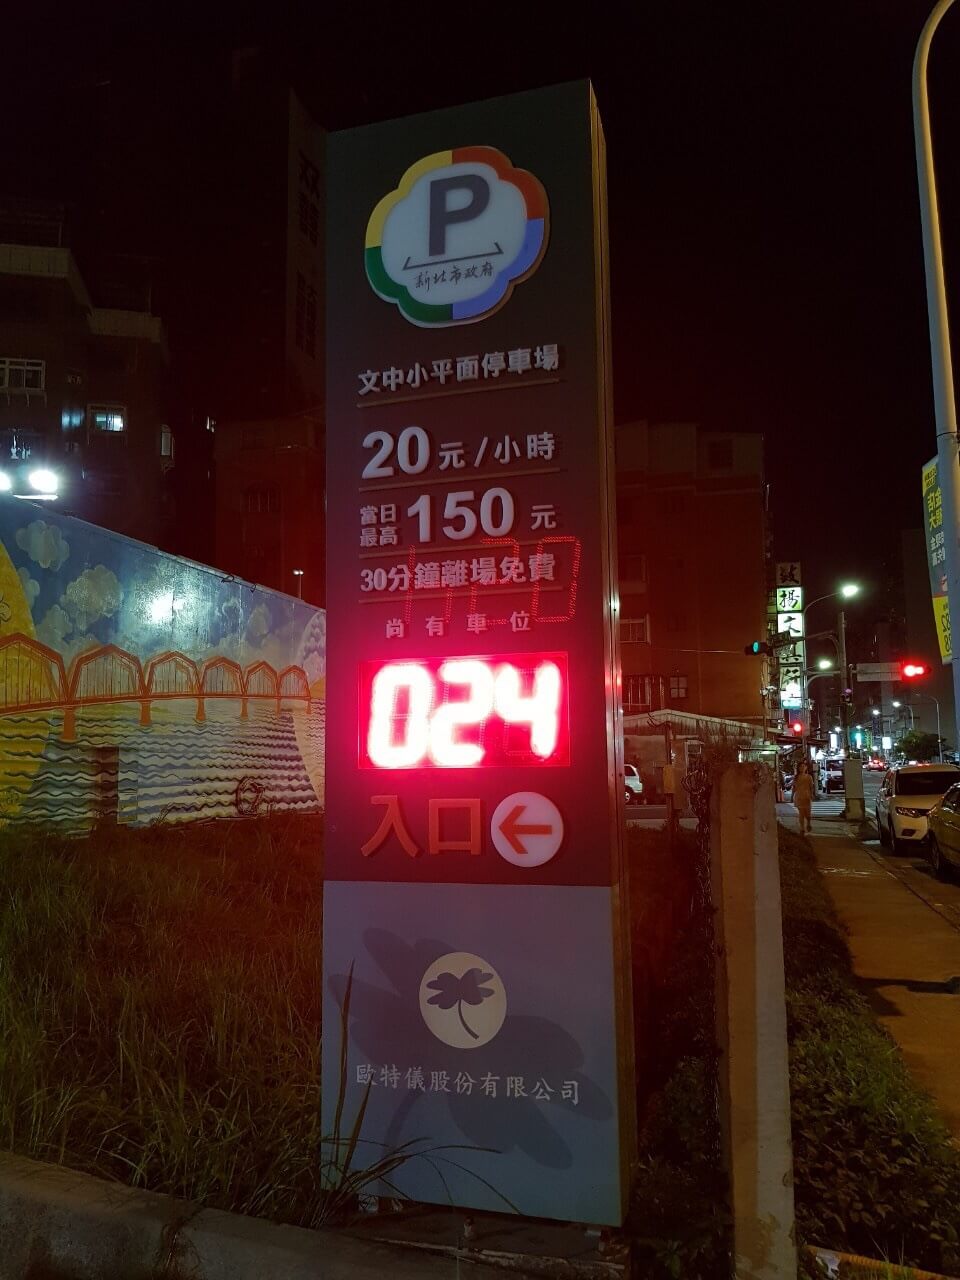 P
新北市政府
文中小平面停車場
20元/小時
當日最高150元
30分鐘離場免費
尚有車位
024
入口←
歐特儀股份有限公司